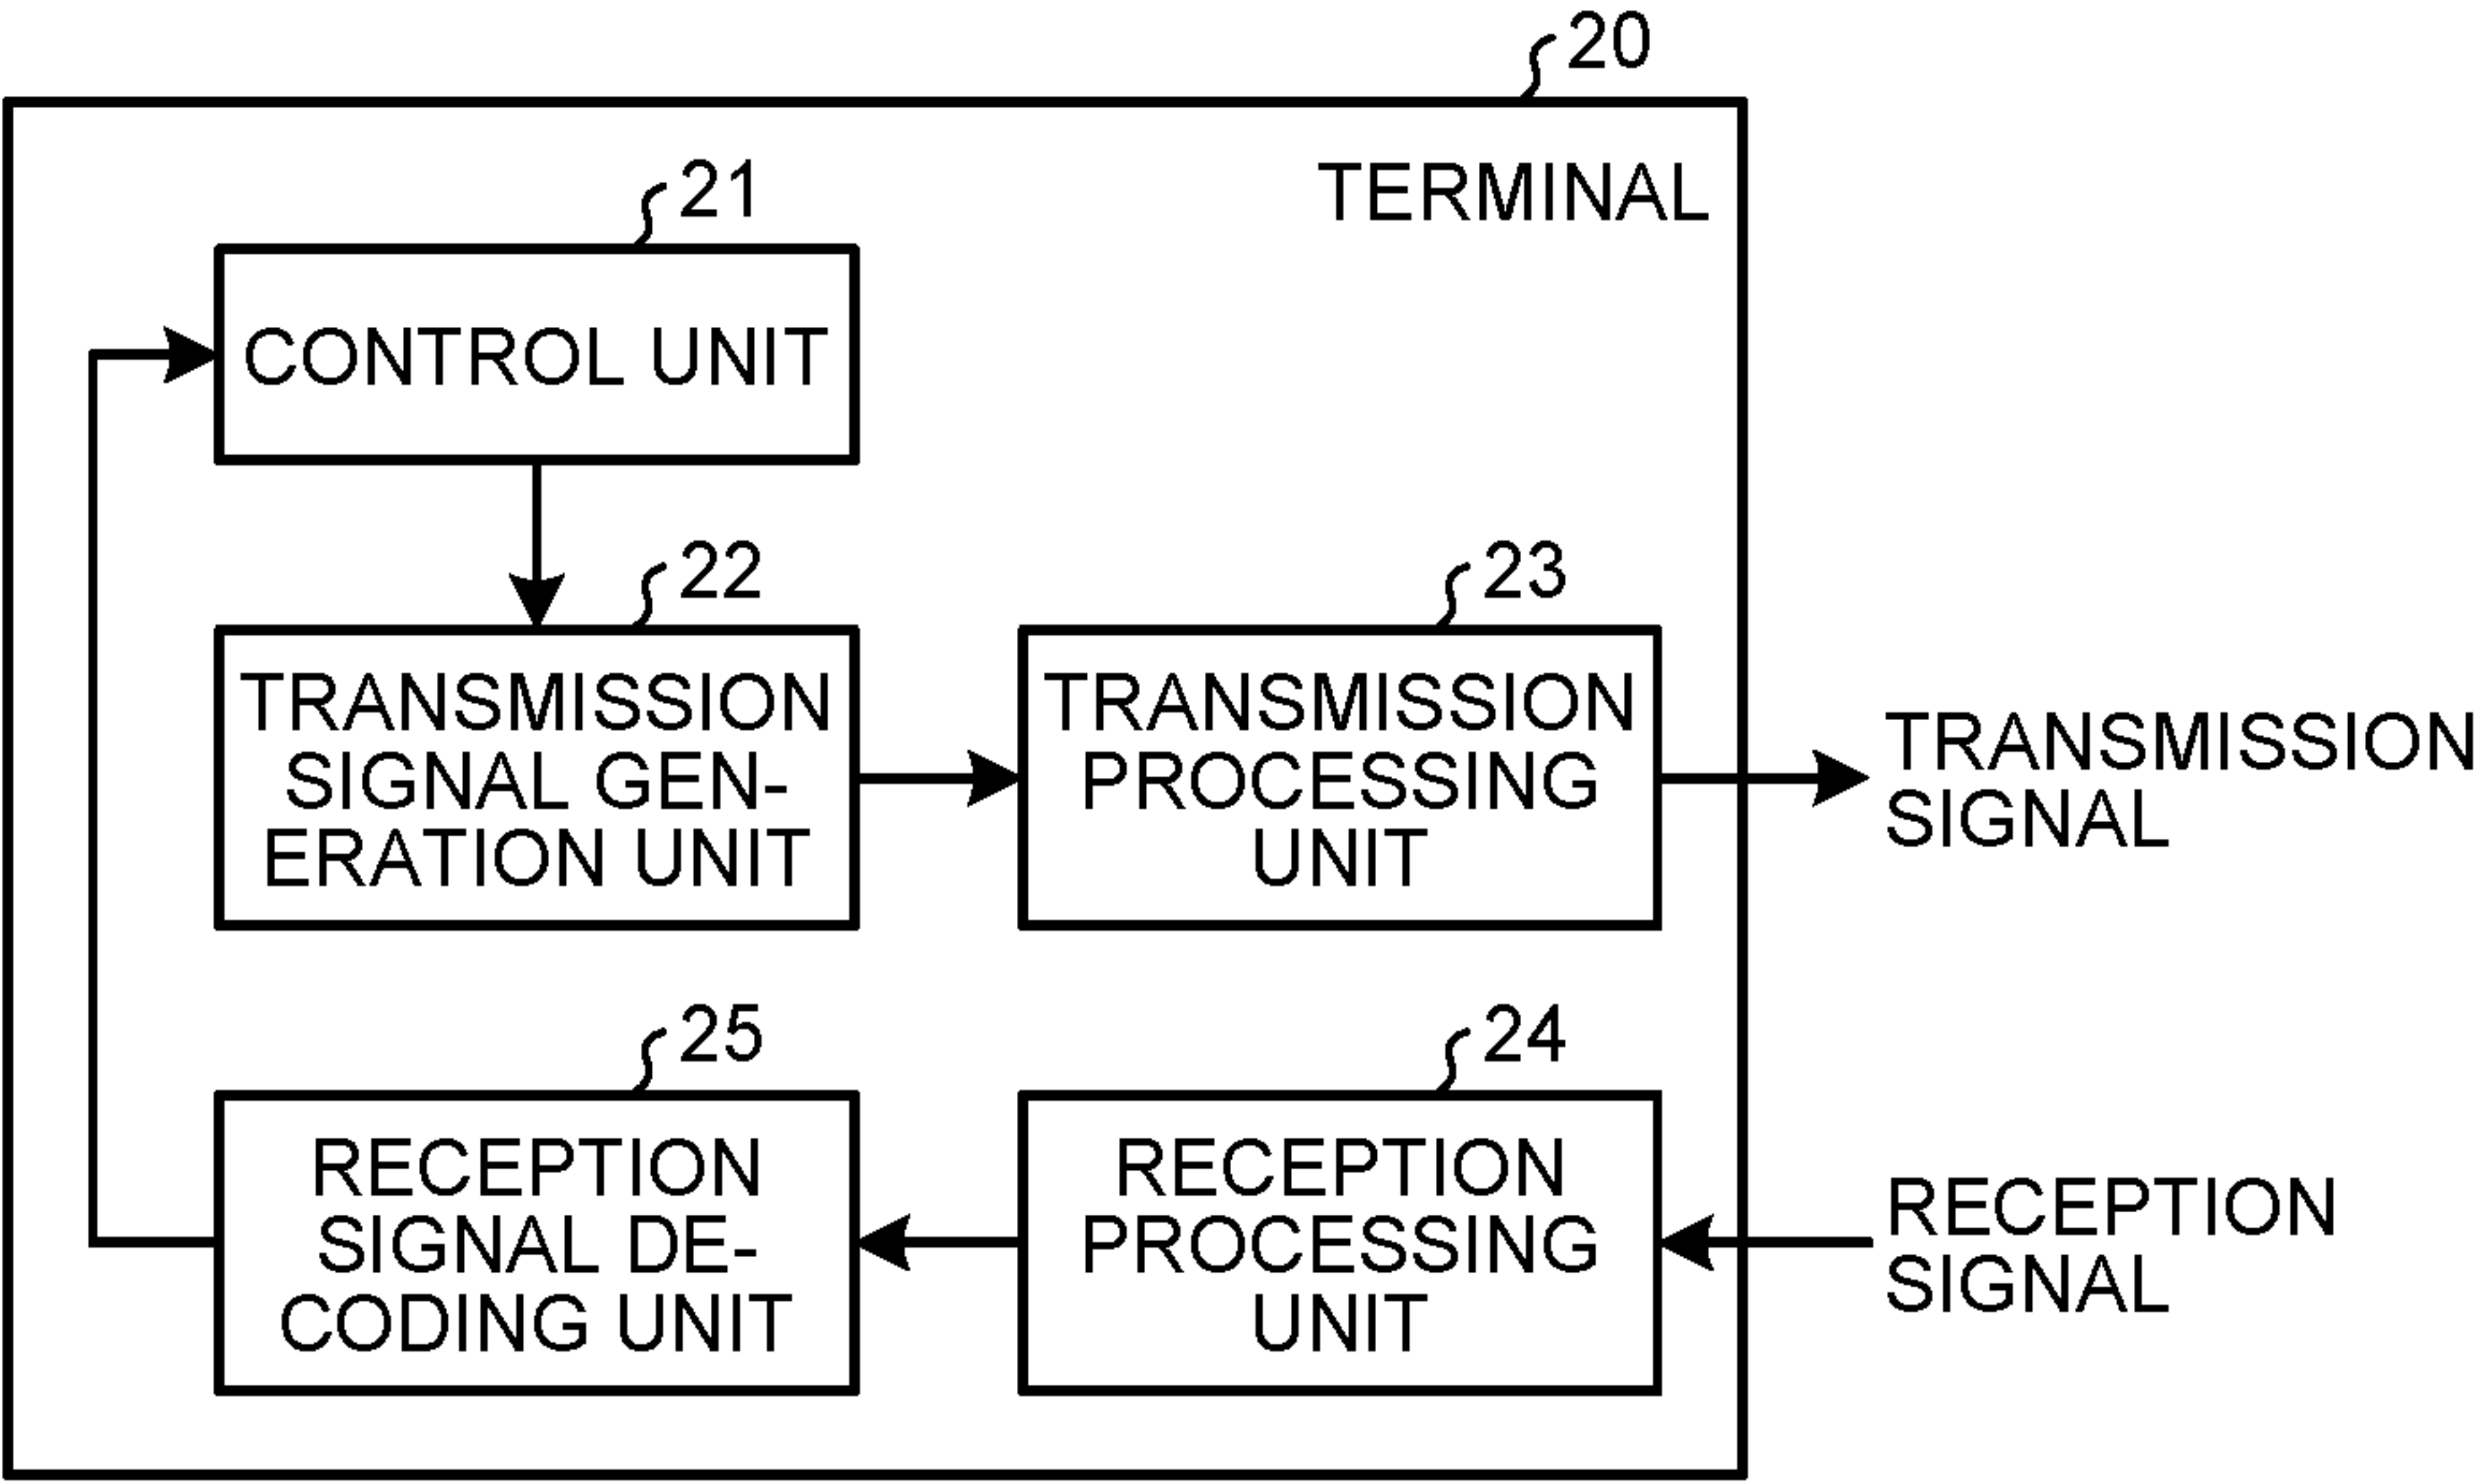 20
TERMINAL
21
CONTROL UNIT
22
TRANSMISSION
SIGNAL GEN-
ERATION UNIT
23
TRANSMISSION
PROCESSING
UNIT
TRANSMISSION
SIGNAL
25
RECEPTION
SIGNAL DE-
CODING UNIT
24
RECEPTION
PROCESSING
UNIT
RECEPTION
SIGNAL